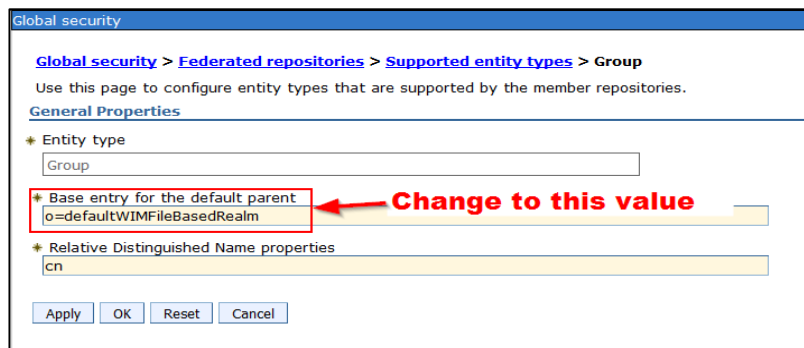 Global security
Global security > Federated repositories > Supported entity types > Group
Use this page to configure entity types that are supported by the member repositories.
General Properties
Entity type
Group
Base entry for the default parent
Change to this value
o=defaultWIMFileBasedRealm
Relative Distinguished Name properties
cn
Apply OK Reset Cancel